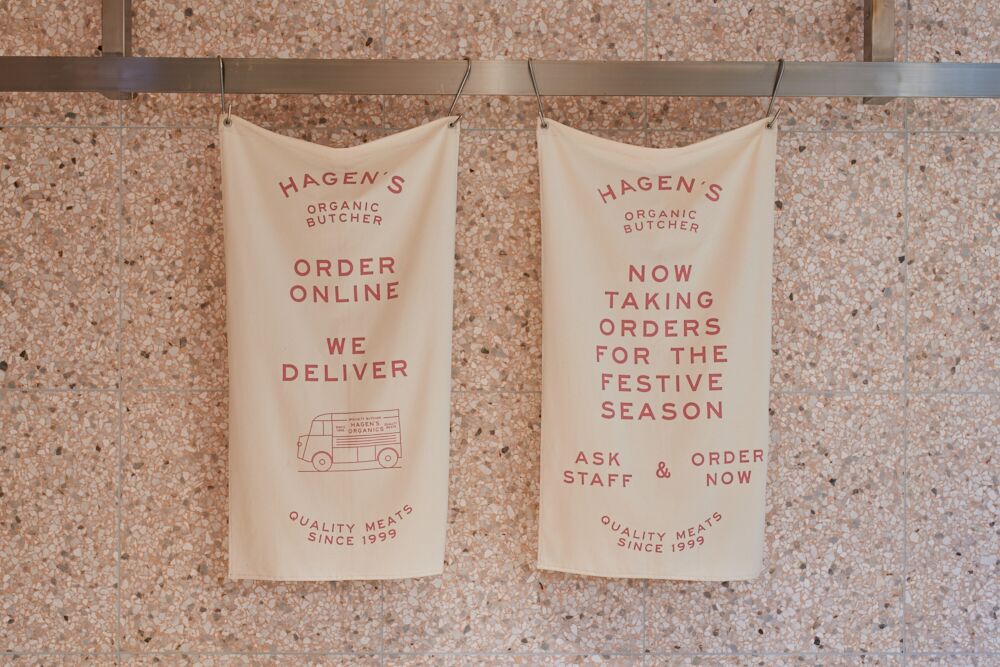 HAGEN'S
ORGANIC
BUTCHER
ORDER
ONLINE
WE
DELIVER
HAGEN'S
ORGANICS
QUALITY MEATS
SINCE 1999
HAGEN'S
ORGANIC
BUTCHER
NOW
TAKING
ORDERS
FOR THE
FESTIVE
SEASON
ASK STAFF & ORDER NOW
QUALITY MEATS
SINCE 1999